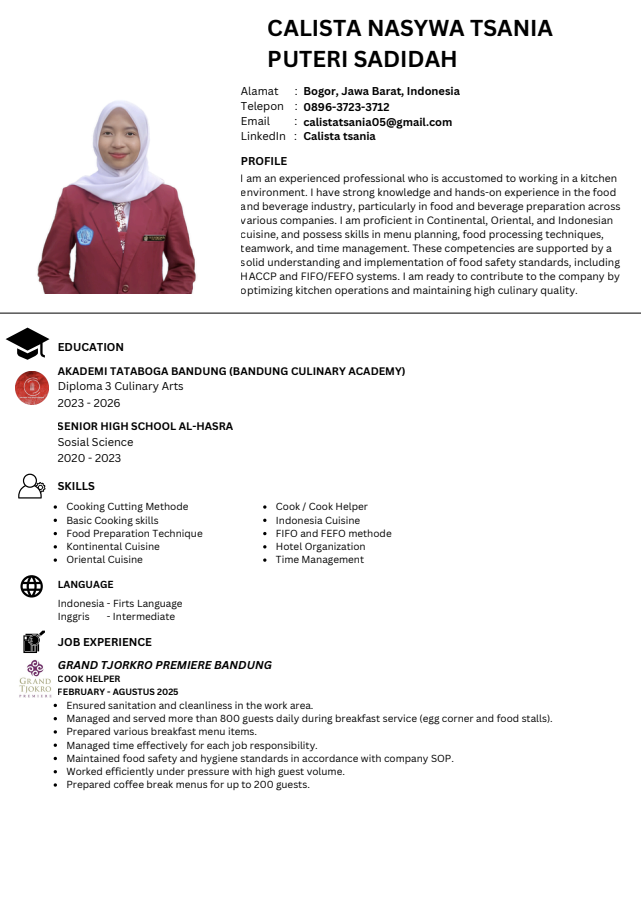 CALISTA NASYWA TSANIA
PUTERI SADIDAH
Alamat : Bogor, Jawa Barat, Indonesia
Telepon : 0896-3723-3712
Email : calistatsania05@gmail.com
LinkedIn : Calista tsania
PROFILE
I am an experienced professional who is accustomed to working in a kitchen
environment. I have strong knowledge and hands-on experience in the food
and beverage industry, particularly in food and beverage preparation across
various companies. I am proficient in Continental, Oriental, and Indonesian
cuisine, and possess skills in menu planning, food processing techniques,
teamwork, and time management. These competencies are supported by a
solid understanding and implementation of food safety standards, including
HACCP and FIFO/FEFO systems. I am ready to contribute to the company by
optimizing kitchen operations and maintaining high culinary quality.
EDUCATION
AKADEMI TATABOGA BANDUNG (BANDUNG CULINARY ACADEMY)
Diploma 3 Culinary Arts
2023 - 2026
SENIOR HIGH SCHOOL AL-HASRA
Sosial Science
2020 - 2023
SKILLS
• Cooking Cutting Methode
• Basic Cooking skills
• Food Preparation Technique
• Kontinental Cuisine
• Oriental Cuisine
• Cook / Cook Helper
• Indonesia Cuisine
• FIFO and FEFO methode
• Hotel Organization
• Time Management
LANGUAGE
Indonesia - Firts Language
Inggris - Intermediate
JOB EXPERIENCE
GRAND TJORKRO PREMIERE BANDUNG
GRAND
TJOKRO
PREMIERE
COOK HELPER
FEBRUARY - AGUSTUS 2025
• Ensured sanitation and cleanliness in the work area.
• Managed and served more than 800 guests daily during breakfast service (egg corner and food stalls).
• Prepared various breakfast menu items.
• Managed time effectively for each job responsibility.
• Maintained food safety and hygiene standards in accordance with company SOP.
• Worked efficiently under pressure with high guest volume.
• Prepared coffee break menus for up to 200 guests.